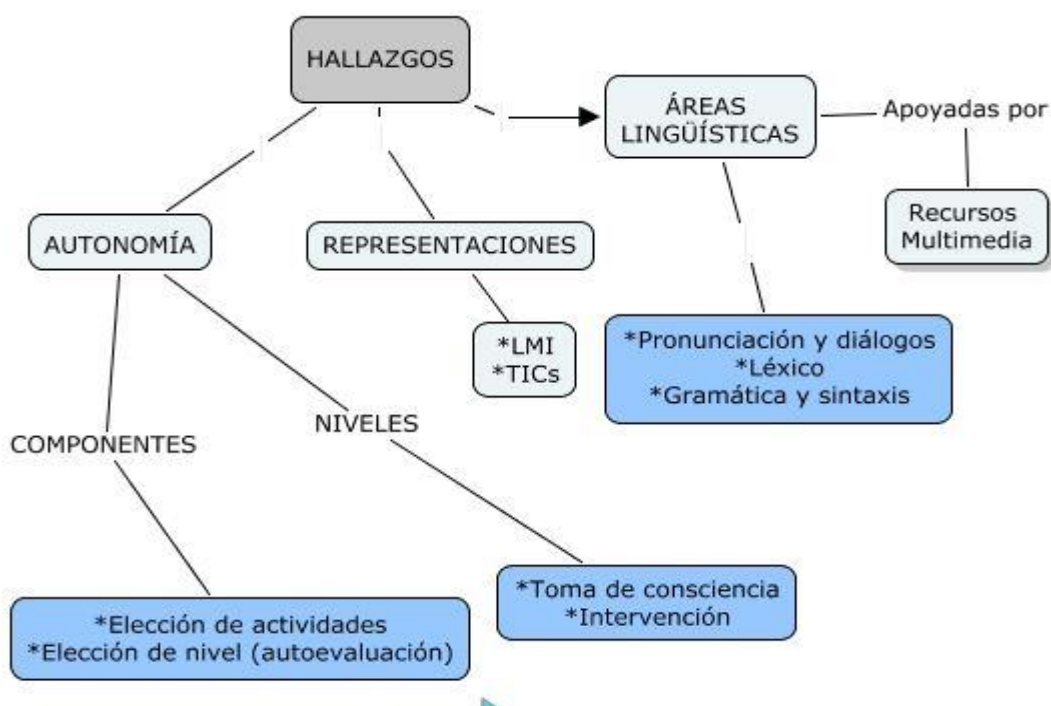 HALLAZGOS
ÁREAS
LINGÜÍSTICAS
Apoyadas por
Recursos
Multimedia
AUTONOMÍA
REPRESENTACIONES
*LMI
*TICs
*Pronunciación y diálogos
*Léxico
*Gramática y sintaxis
NIVELES
COMPONENTES
*Toma de consciencia
*Intervención
*Elección de actividades
*Elección de nivel (autoevaluación)